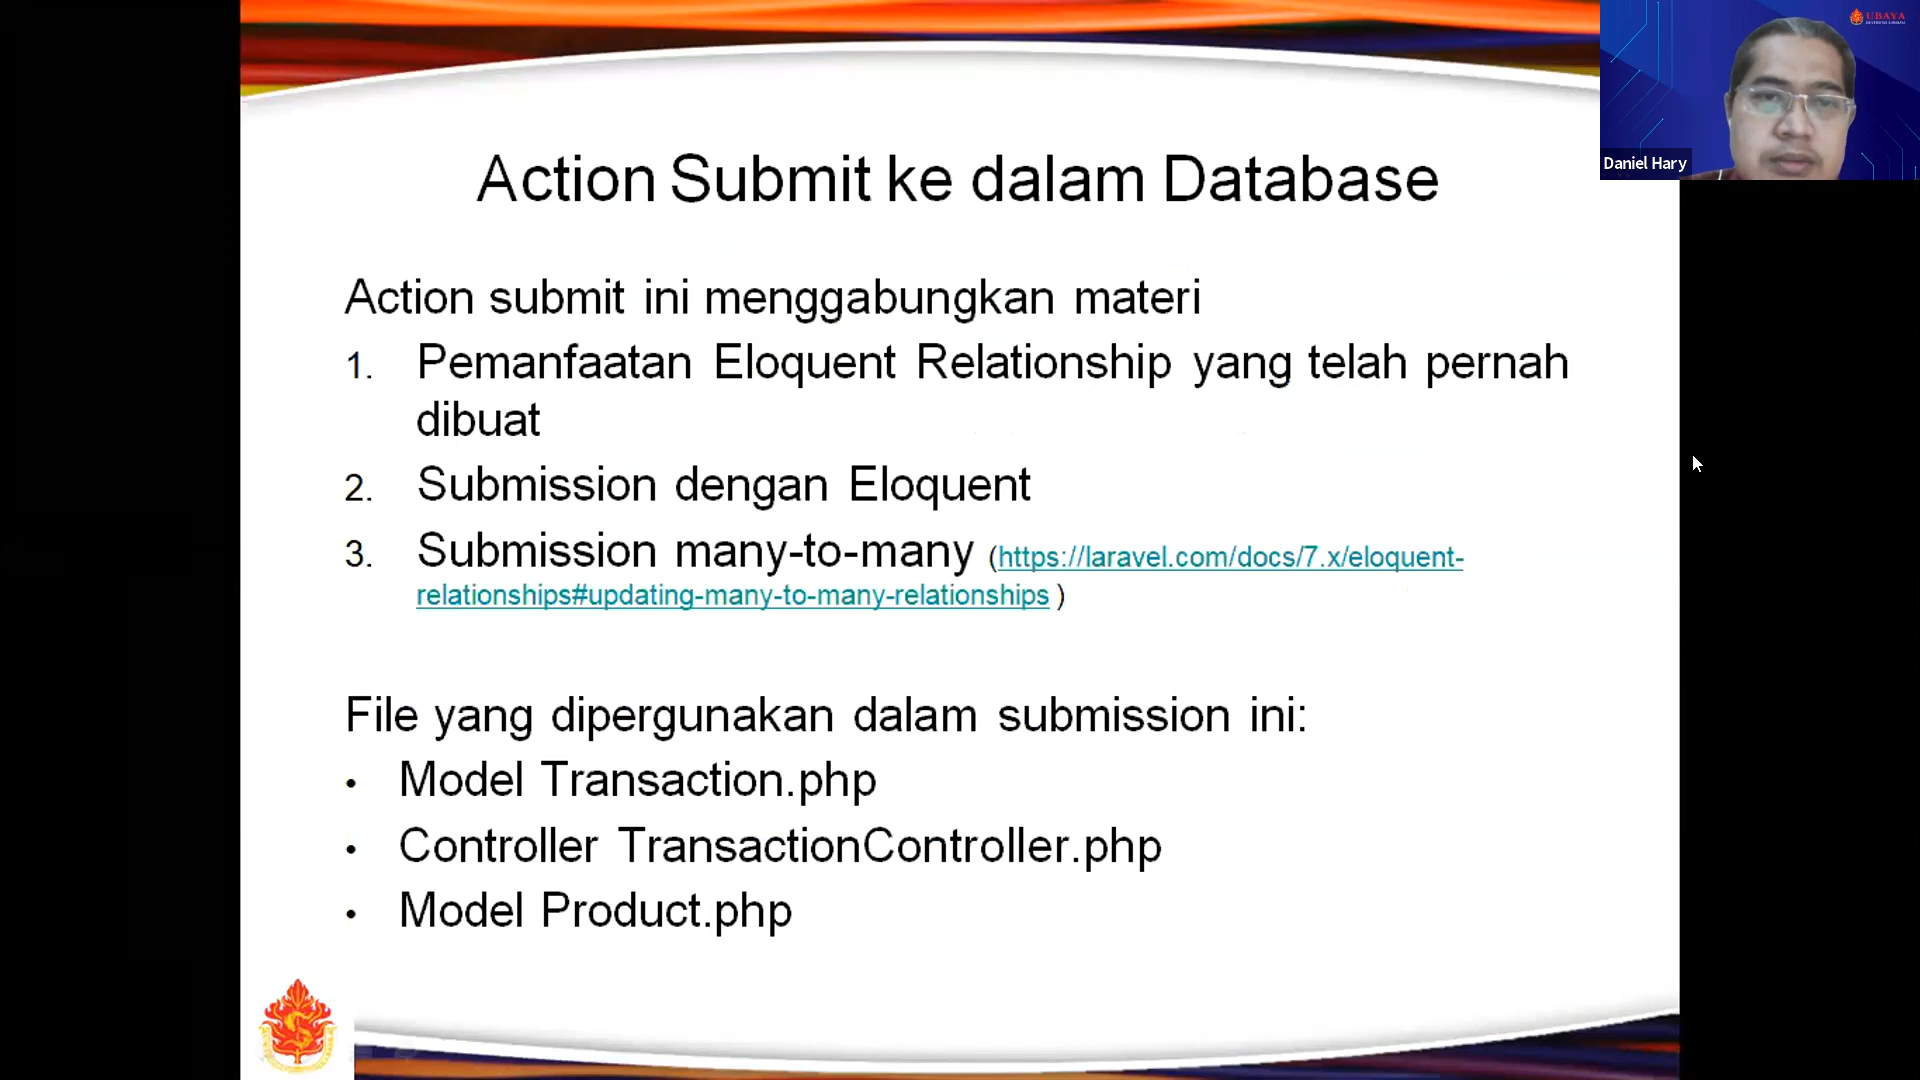 UBAYA
Daniel Hary
Action Submit ke dalam Database
Action submit ini menggabungkan materi
1. Pemanfaatan Eloquent Relationship yang telah pernah
dibuat
2. Submission dengan Eloquent
3. Submission many-to-many (https://laravel.com/docs/7.x/eloquent-
relationships#updating-many-to-many-relationships )
File yang dipergunakan dalam submission ini:
• Model Transaction.php
• Controller TransactionController.php
• Model Product.php